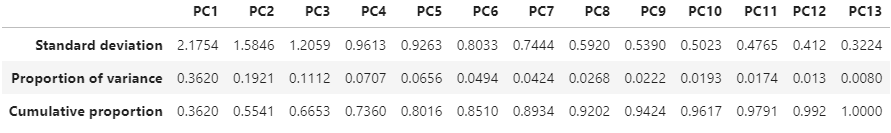 PC1 PC2 PC3 PC4 PC5 PC6 PC7 PC8 PC9 PC10 PC11 PC12 PC13
Standard deviation 2.1754 1.5846 1.2059 0.9613 0.9263 0.8033 0.7444 0.5920 0.5390 0.5023 0.4765 0.412 0.3224
Proportion of variance 0.3620 0.1921 0.1112 0.0707 0.0656 0.0494 0.0424 0.0268 0.0222 0.0193 0.0174 0.013 0.0080
Cumulative proportion 0.3620 0.5541 0.6653 0.7360 0.8016 0.8510 0.8934 0.9202 0.9424 0.9617 0.9791 0.992 1.0000